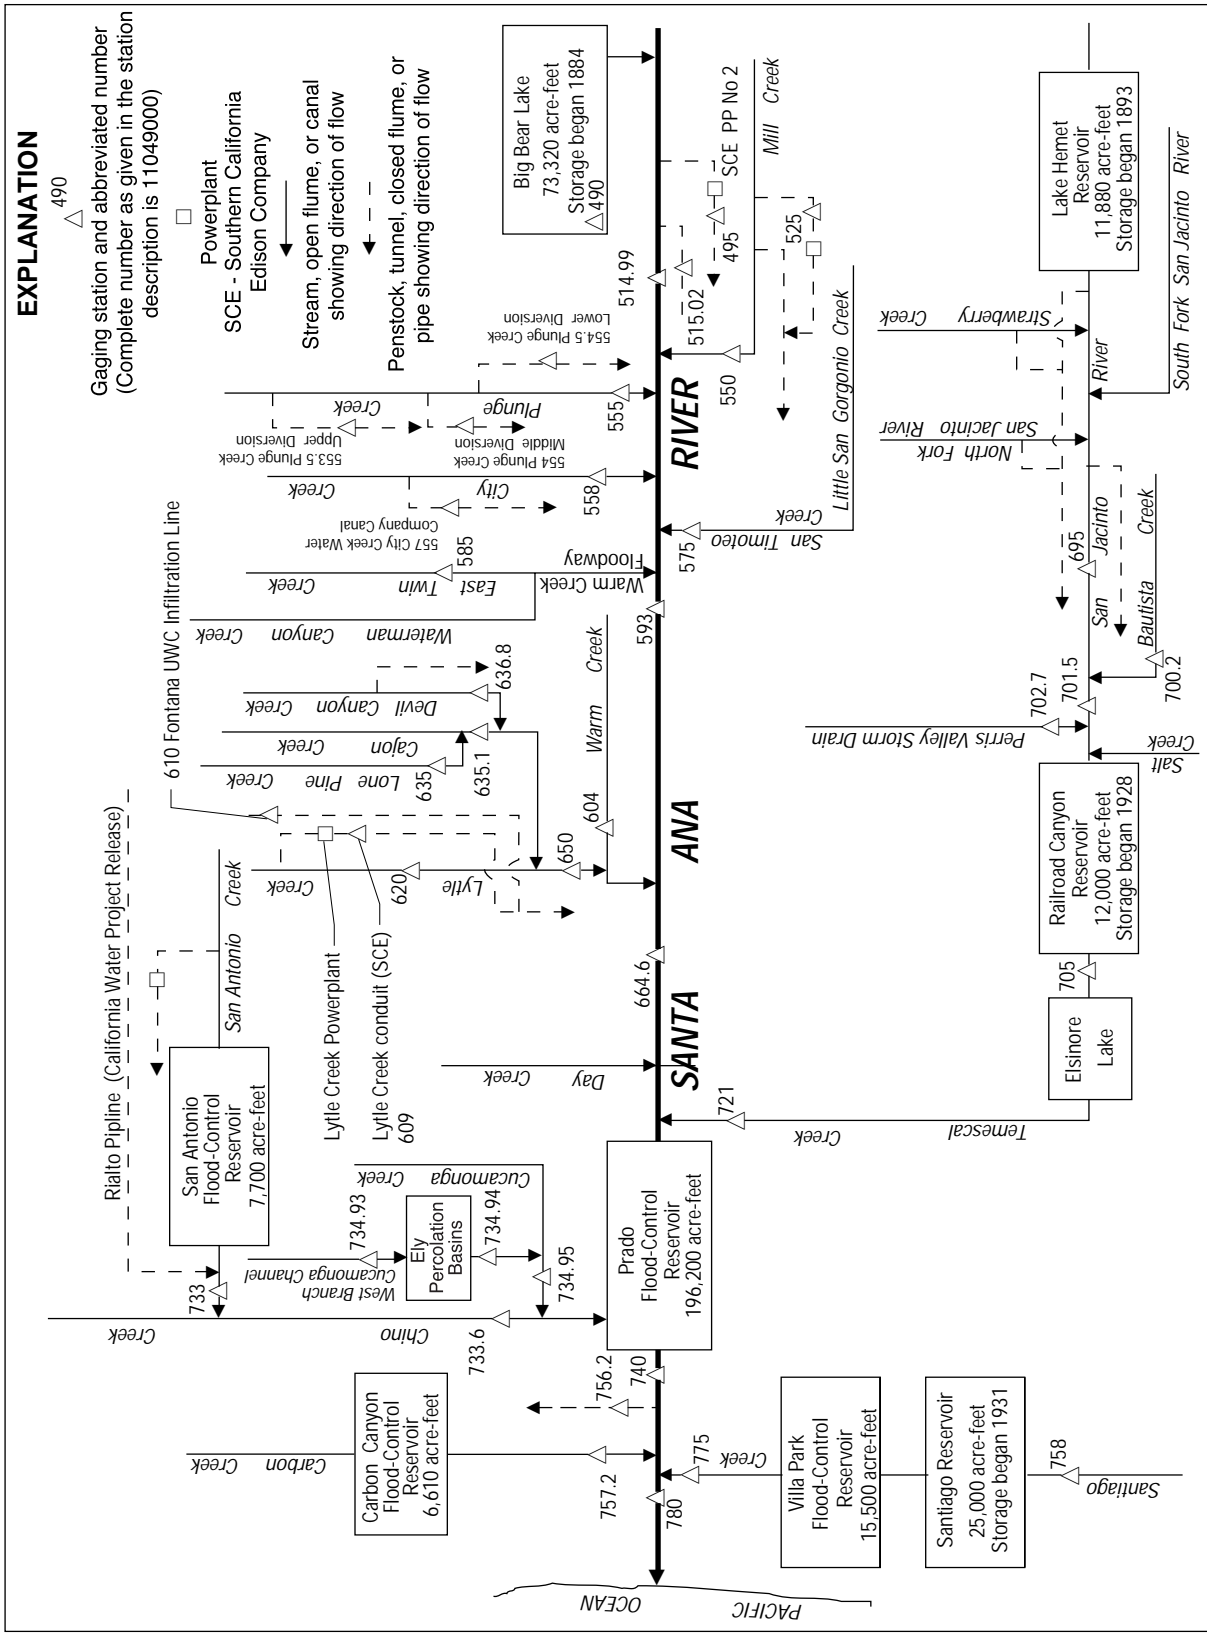 EXPLANATION
490
Gaging station and abbreviated number
(Complete number as given in the station
description is 11049000)
Powerplant
SCE - Southern California
Edison Company
Stream, open flume, or canal
showing direction of flow
Penstock, tunnel, closed flume, or
pipe showing direction of flow
Big Bear Lake
73,320 acre-feet
Storage began 1884
490
SCE PP No 2
495
Mill Creek
525
514.99
515.02
550
Little San Gorgonio Creek
San Timoteo
Creek
575
554.5 Plunge Creek
Lower Diversion
Plunge
Creek
555
553.5 Plunge Creek
Upper Diversion
554 Plunge Creek
Middle Diversion
City
Creek
558
557 City Creek Water
Company Canal
East Twin Creek
585
Warm Creek
Floodway
Waterman Canyon Creek
593
Devil Canyon Creek
636.8
Cajon Creek
635.1
Lone Pine Creek
635
Warm Creek
604
650
610 Fontana UWC Infiltration Line
Lytle Creek
620
Lytle Creek Powerplant
Lytle Creek conduit (SCE)
609
SANTA ANA RIVER
664.6
Day Creek
Rialto Pipline (California Water Project Release)
San Antonio Creek
San Antonio
Flood-Control
Reservoir
7,700 acre-feet
733
Chino Creek
733.6
West Branch
Cucamonga Channel
734.93
Ely
Percolation
Basins
734.94
Cucamonga
Creek
734.95
Prado
Flood-Control
Reservoir
196,200 acre-feet
740
756.2
Carbon Creek
Carbon Canyon
Flood-Control
Reservoir
6,610 acre-feet
757.2
775
Creek
Villa Park
Flood-Control
Reservoir
15,500 acre-feet
Santiago Reservoir
25,000 acre-feet
Storage began 1931
758
Santiago
780
PACIFIC
OCEAN
Lake Hemet
Reservoir
11,880 acre-feet
Storage began 1893
South Fork San Jacinto River
Strawberry
Creek
North Fork
San Jacinto River
San Jacinto River
695
Bautista Creek
700.2
701.5
702.7
Perris Valley Storm Drain
Salt
Creek
Railroad Canyon
Reservoir
12,000 acre-feet
Storage began 1928
705
Elsinore
Lake
Temescal
Creek
721